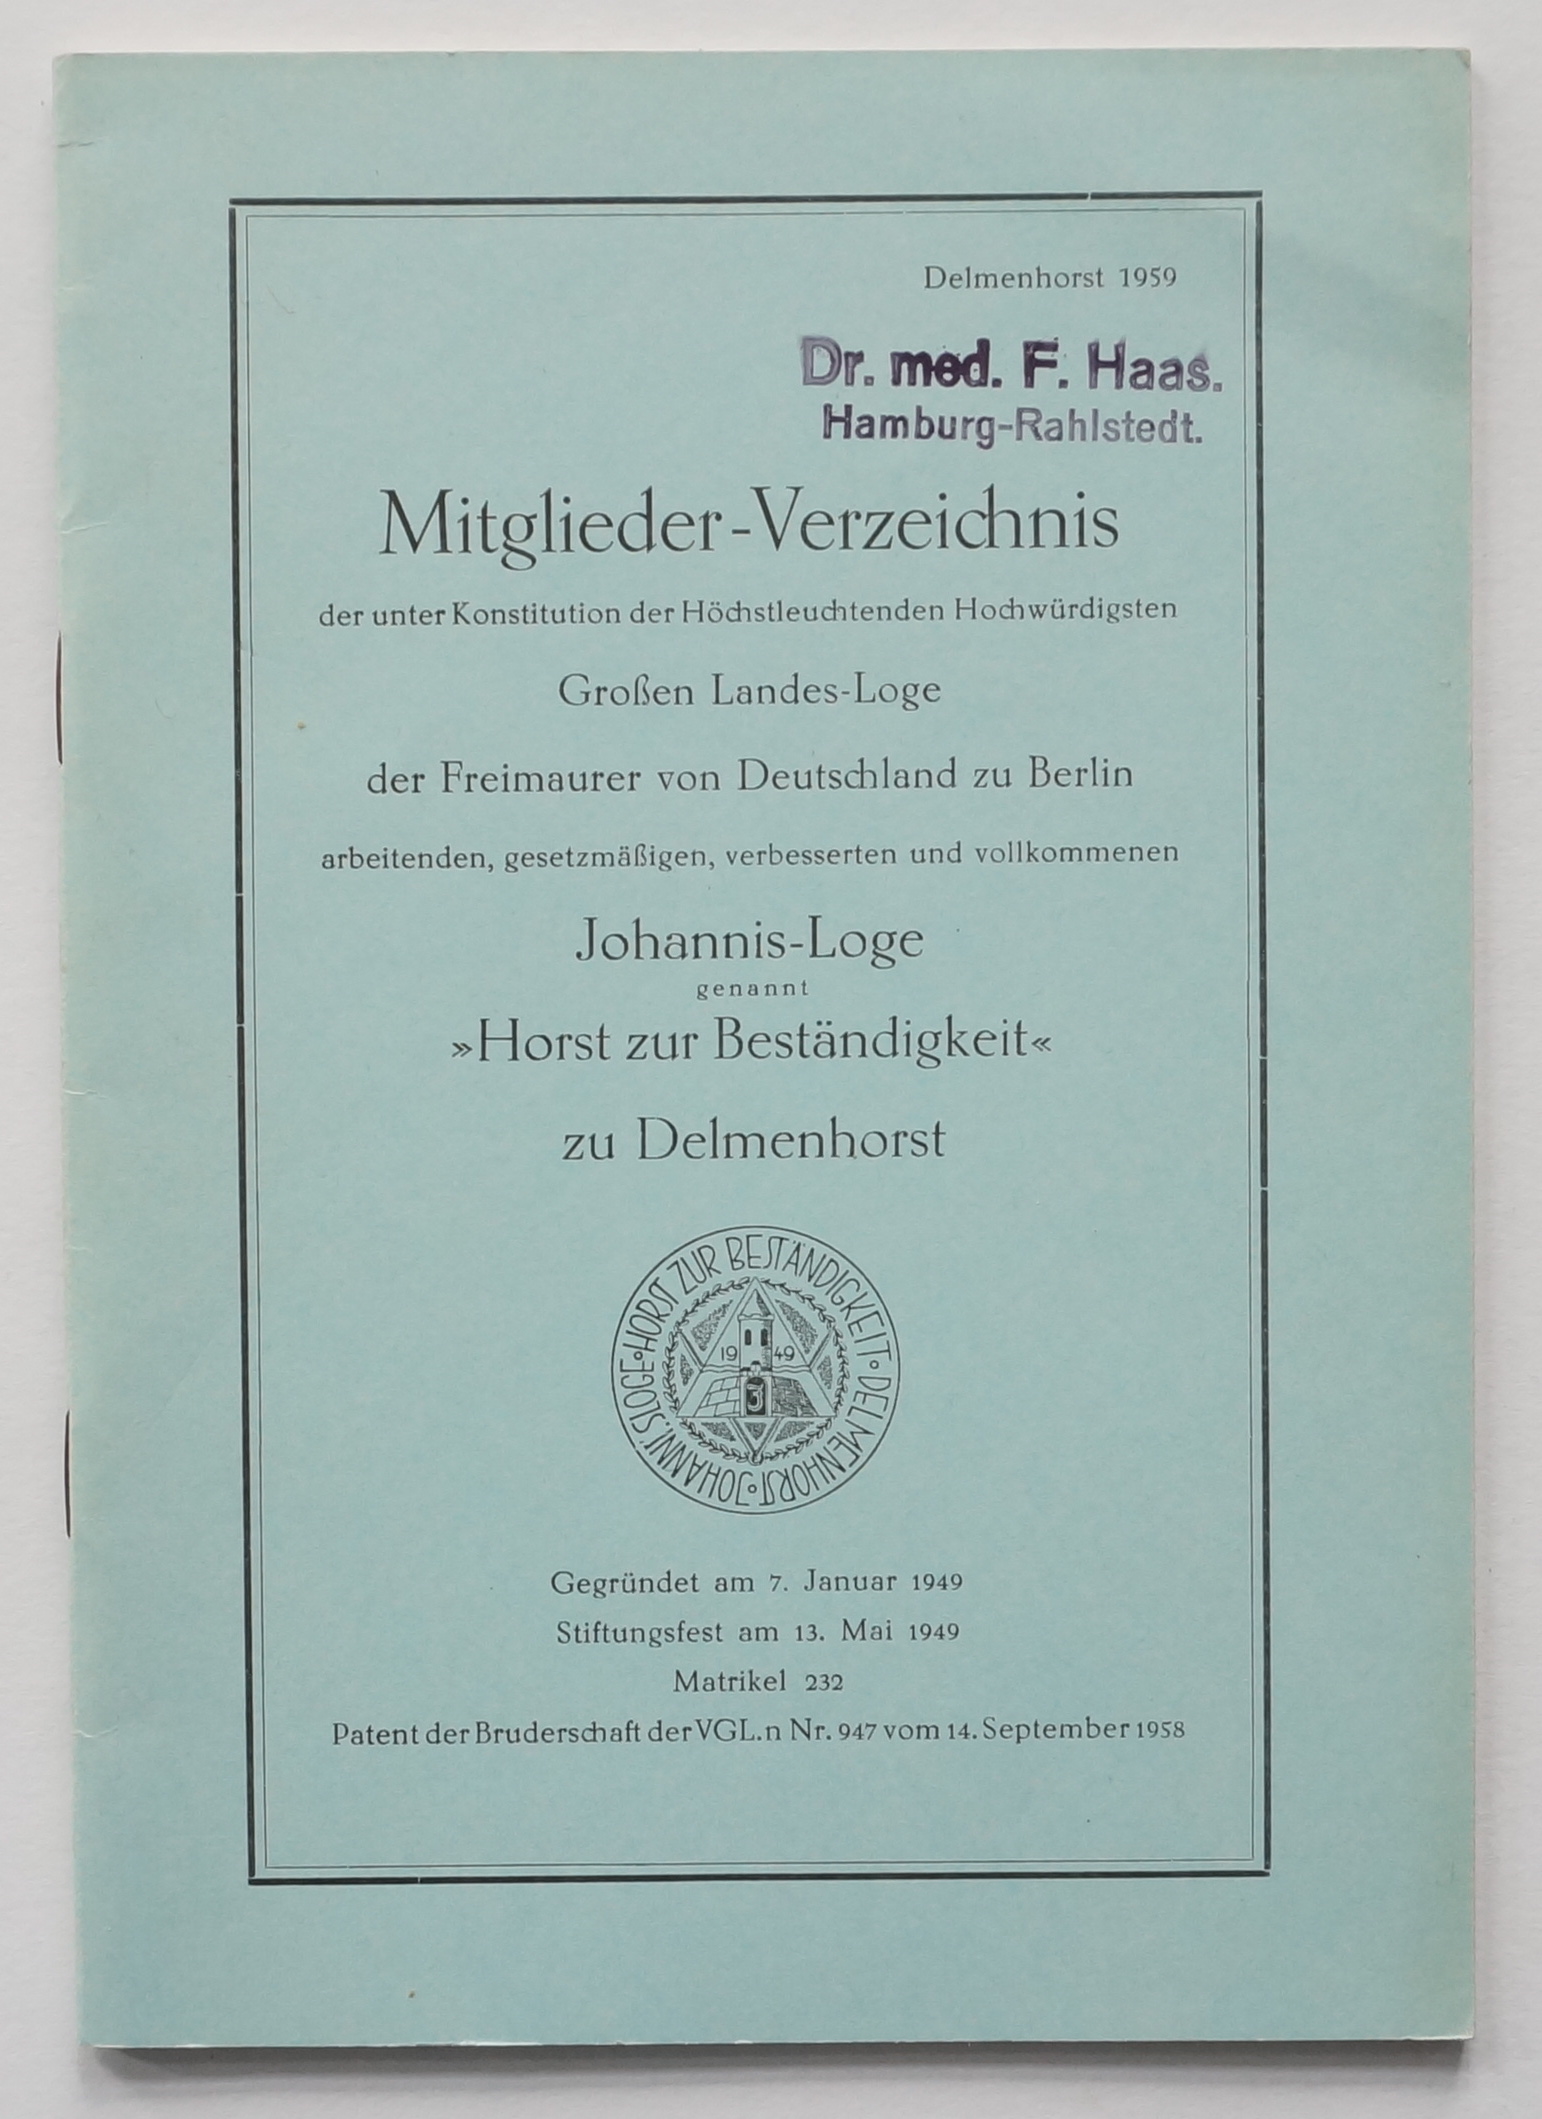 Delmenhorst 1959
Dr. med. F. Haas.
Hamburg-Rahlstedt.
Mitglieder-Verzeichnis
der unter Konstitution der Höchstleuchtenden Hochwürdigsten
Großen Landes-Loge
der Freimaurer von Deutschland zu Berlin
arbeitenden, gesetzmäßigen, verbesserten und vollkommenen
Johannis-Loge
genannt
»Horst zur Beständigkeit«
zu Delmenhorst
JOHANNI, SLOGE∘HORST ZUR BESTÄNDIGKEIT∘DELMENHORST∘
19 49
3
Gegründet am 7. Januar 1949
Stiftungsfest am 13. Mai 1949
Matrikel 232
Patent der Bruderschaft der VGL.n Nr. 947 vom 14. September 1958